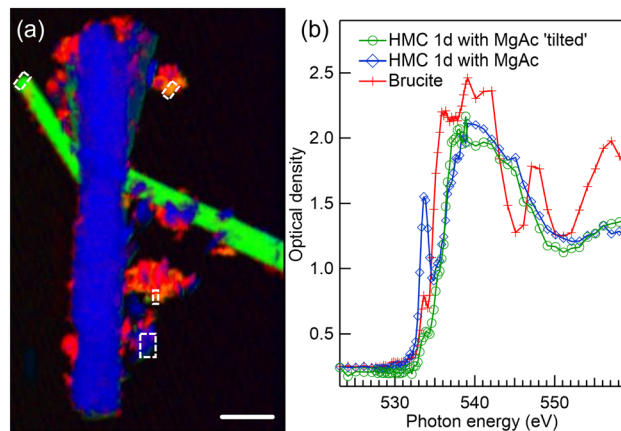 (a)
(b)
HMC 1d with MgAc 'tilted'
HMC 1d with MgAc
Brucite
2.5
2.0
1.5
1.0
0.5
Optical density
530
540
550
Photon energy (eV)